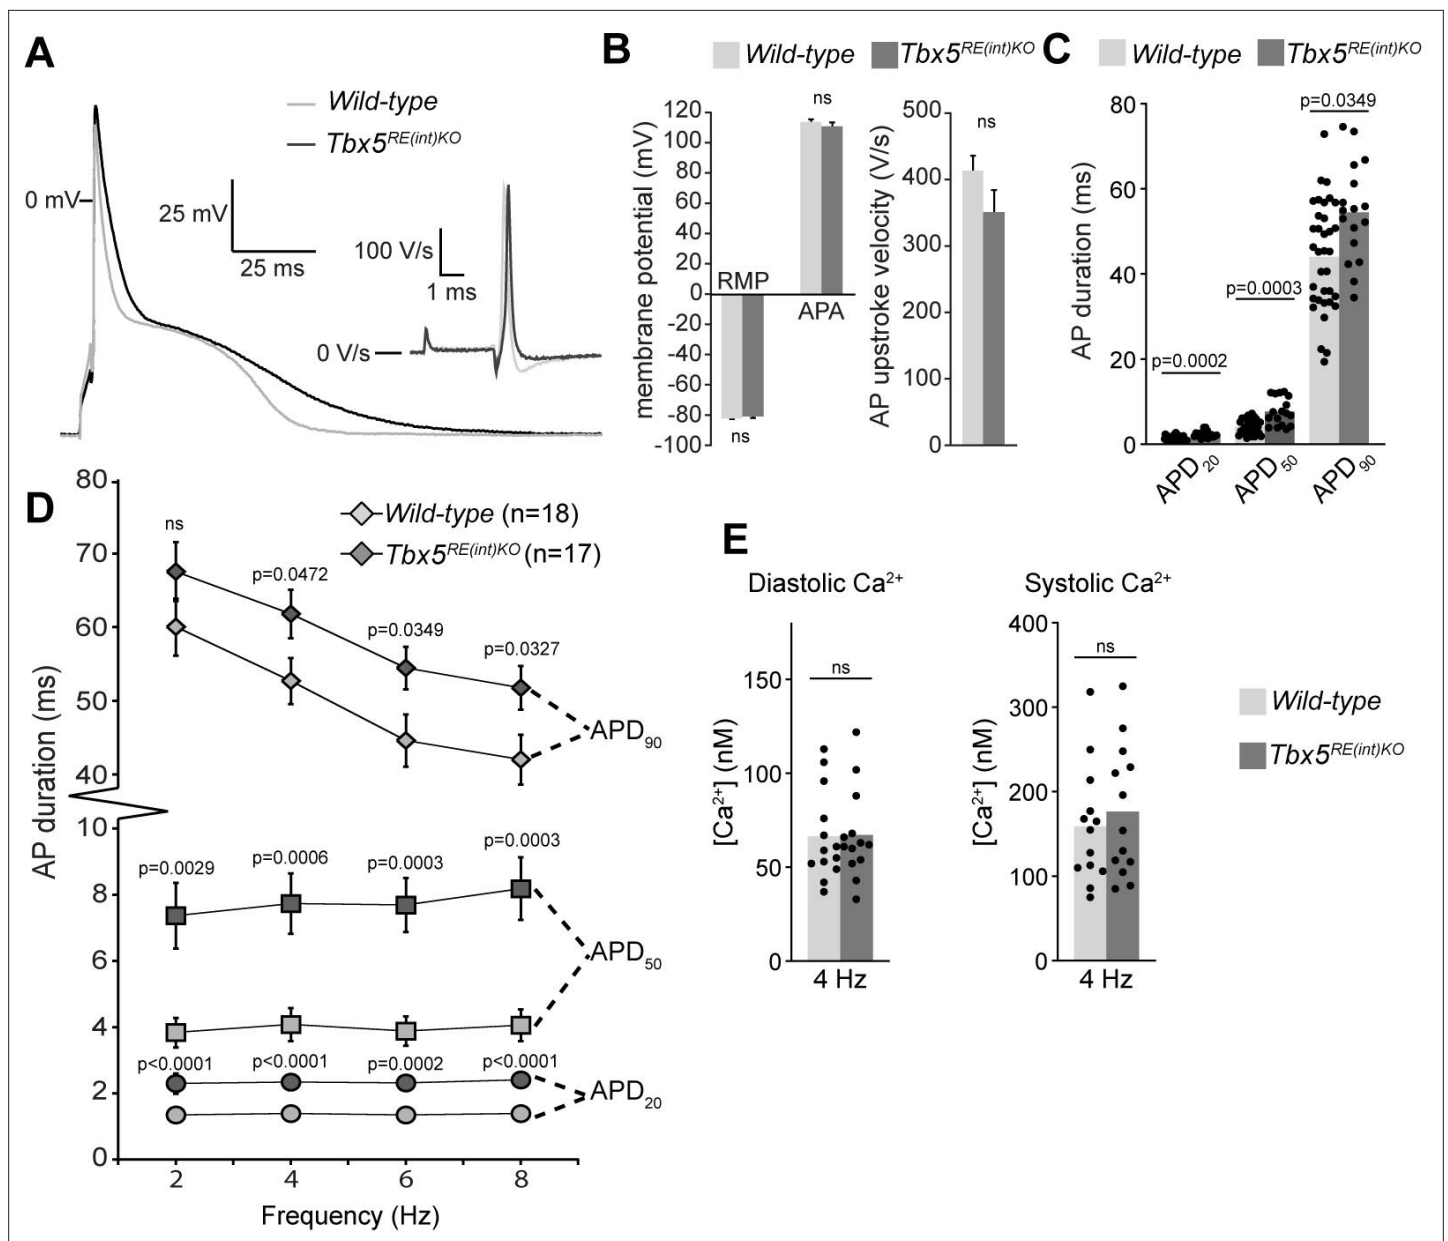 A
Wild-type
Tbx5RE(int)KO
0 mV
25 mV
25 ms
100 V/s
1 ms
0 V/s
B
Wild-type
Tbx5RE(int)KO
membrane potential (mV)
120
100
80
60
40
20
0
-20
-40
-60
-80
-100
ns
RMP
APA
ns
AP upstroke velocity (V/s)
500
400
300
200
100
0
ns
C
Wild-type
Tbx5RE(int)KO
AP duration (ms)
80
60
40
20
0
p=0.0349
p=0.0003
p=0.0002
APD20
APD50
APD90
D
Wild-type (n=18)
Tbx5RE(int)KO (n=17)
AP duration (ms)
80
70
60
50
40
10
8
6
4
2
0
ns
p=0.0472
p=0.0349
p=0.0327
APD90
p=0.0029
p=0.0006
p=0.0003
p=0.0003
APD50
p<0.0001
p<0.0001
p=0.0002
p<0.0001
APD20
2
4
6
8
Frequency (Hz)
E
Diastolic Ca2+
[Ca2+] (nM)
150
100
50
0
ns
4 Hz
Systolic Ca2+
[Ca2+] (nM)
400
300
200
100
0
ns
4 Hz
Wild-type
Tbx5RE(int)KO